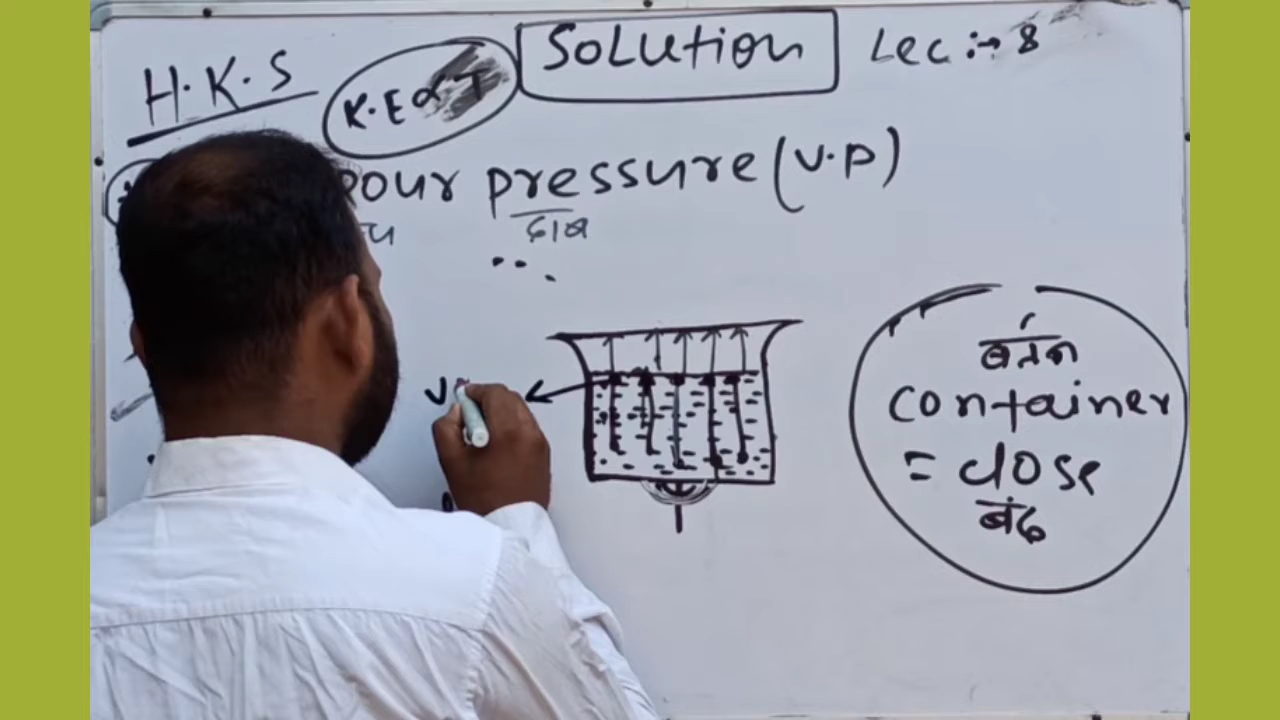 H.K.S
K.E ∝ T
Solution
Lec :→ 8
pour pressure (V.P)
दाब
बर्तन
container
= close
बंद